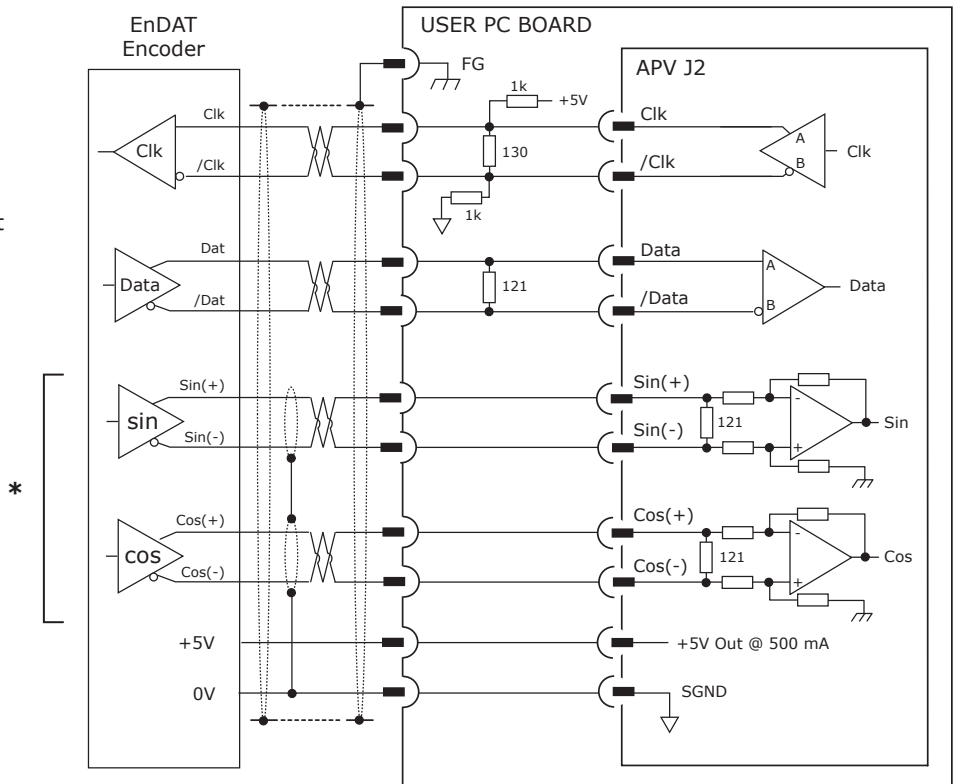 EnDAT
Encoder
USER PC BOARD
FG
APV J2
1k
+5V
Clk
Clk
/Clk
130
1k
Clk
/Clk
A
B
Clk
t
Dat
Data
/Dat
121
Data
/Data
A
B
Data
Sin(+)
sin
Sin(-)
Sin(+)
Sin(-)
121
-
+
Sin
*
Cos(+)
cos
Cos(-)
Cos(+)
Cos(-)
121
-
+
Cos
+5V
+5V Out @ 500 mA
0V
SGND